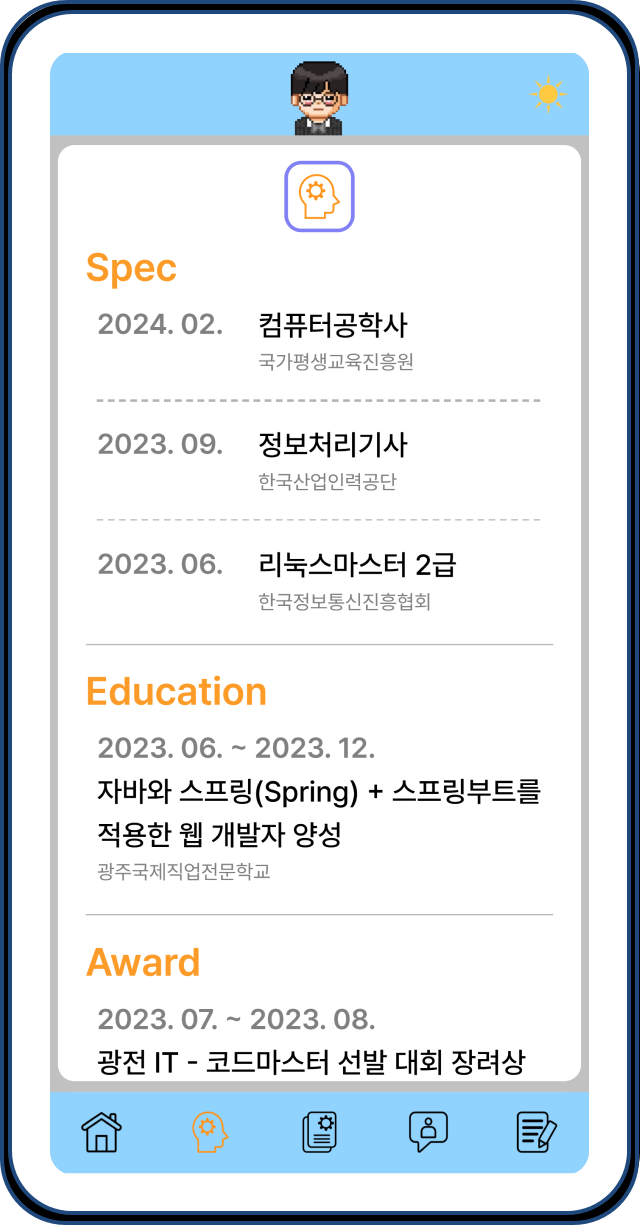 Spec
2024. 02.
컴퓨터공학사
국가평생교육진흥원
2023. 09.
정보처리기사
한국산업인력공단
2023. 06.
리눅스마스터 2급
한국정보통신진흥협회
Education
2023. 06. ~ 2023. 12.
자바와 스프링(Spring) + 스프링부트를
적용한 웹 개발자 양성
광주국제직업전문학교
Award
2023. 07. ~ 2023. 08.
광전 IT - 코드마스터 선발 대회 장려상